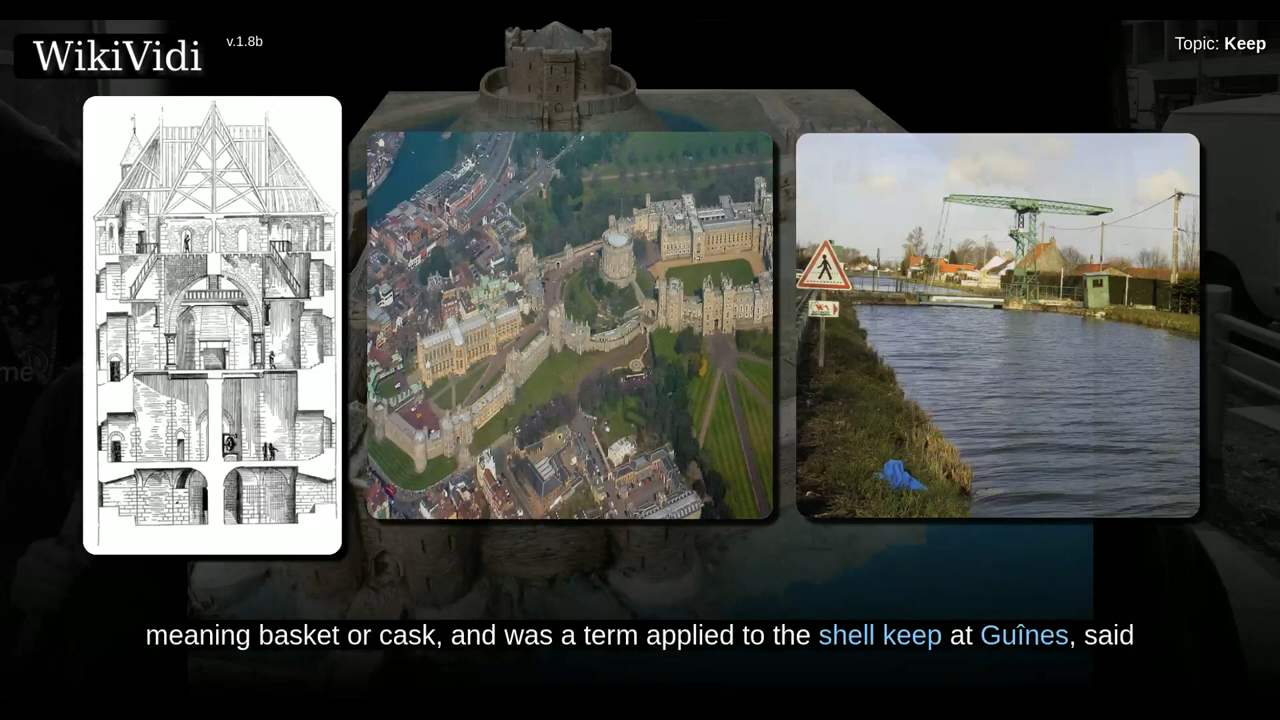 WikiVidi
v.1.8b
Topic: Keep
me
meaning basket or cask, and was a term applied to the shell keep at Guînes, said